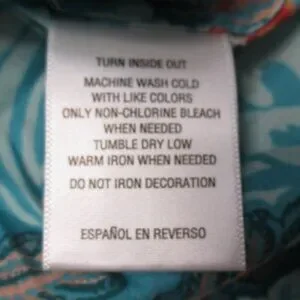 TURN INSIDE OUT
MACHINE WASH COLD
WITH LIKE COLORS
ONLY NON-CHLORINE BLEACH
WHEN NEEDED
TUMBLE DRY LOW
WARM IRON WHEN NEEDED
DO NOT IRON DECORATION
ESPAÑOL EN REVERSO